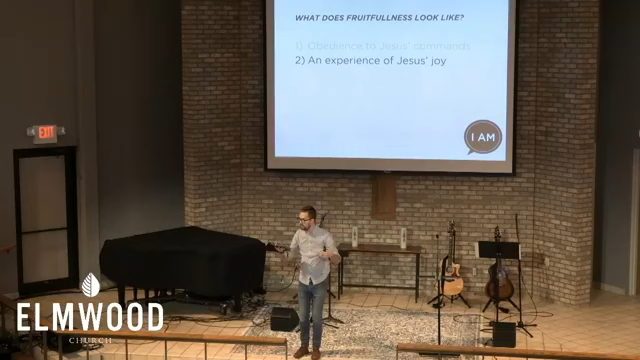 WHAT DOES FRUITFULLNESS LOOK LIKE?
1) Obedience to Jesus' commands
2) An experience of Jesus' joy
I AM
EXIT
ELMWOOD
CHURCH